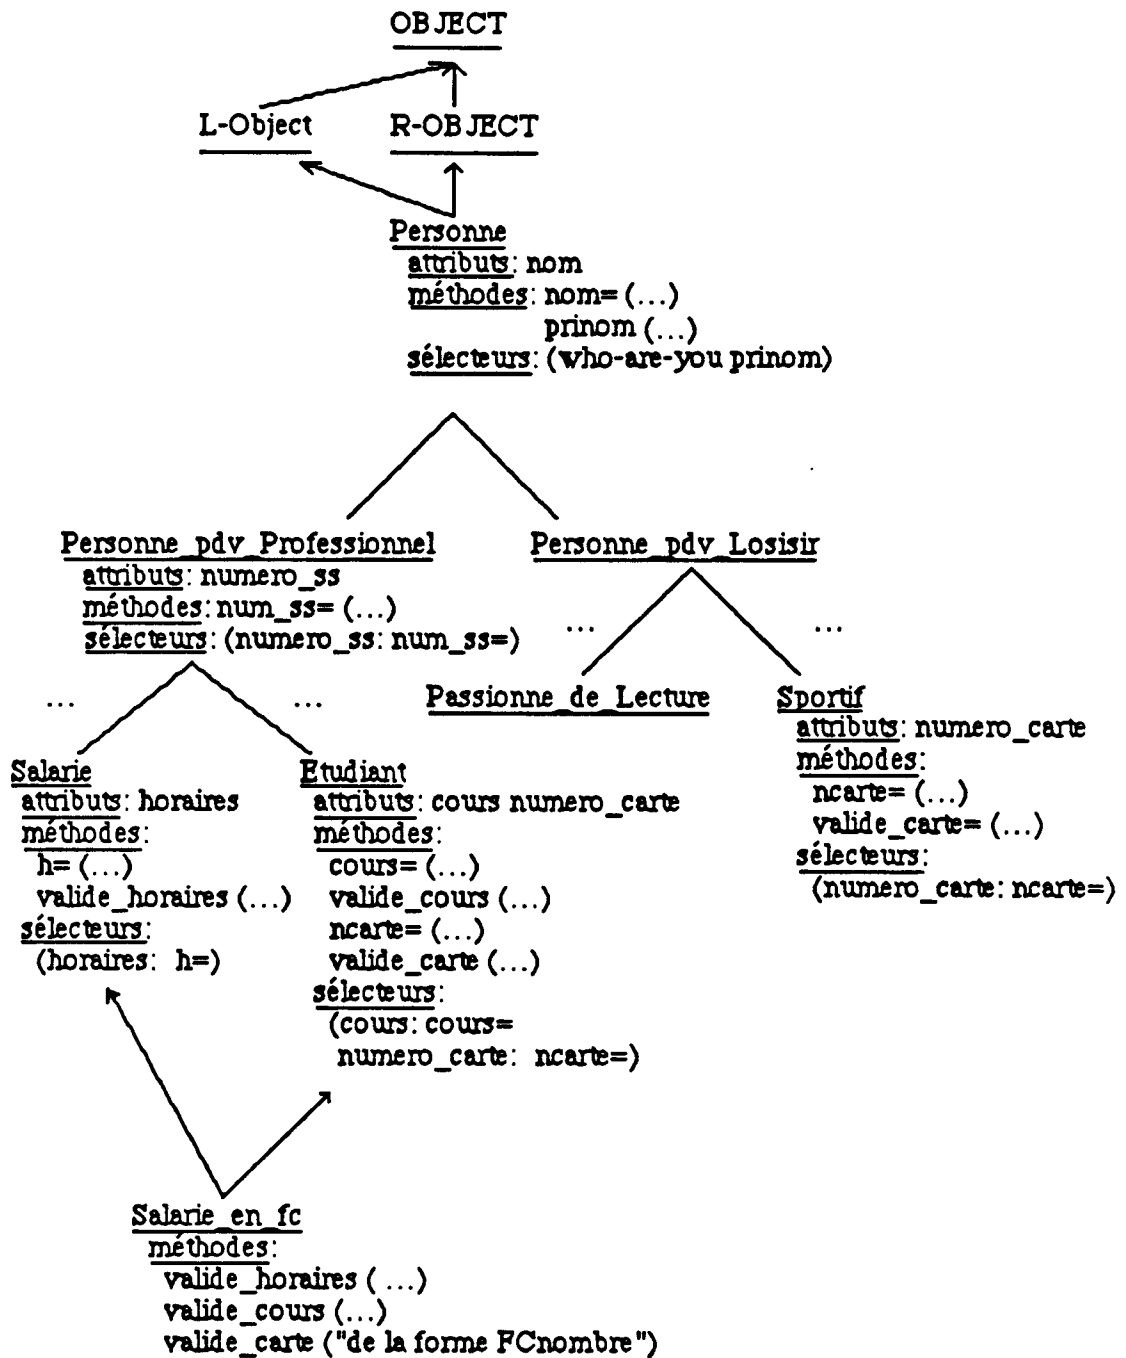 OBJECT
L-Object R-OBJECT
Personne
attributs: nom
méthodes: nom= (...)
prinom (...)
sélecteurs: (who-are-you prinom)
Personne_pdv_Professionnel
attributs: numero_ss
méthodes: num_ss= (...)
sélecteurs: (numero_ss: num_ss=)
Personne_pdv_Losisir
... ...
... ...
Passionne_de_Lecture
Sportif
attributs: numero_carte
méthodes:
ncarte= (...)
valide_carte= (...)
sélecteurs:
(numero_carte: ncarte=)
Salarie
attributs: horaires
méthodes:
h= (...)
valide_horaires (...)
sélecteurs:
(horaires: h=)
Etudiant
attributs: cours numero_carte
méthodes:
cours= (...)
valide_cours (...)
ncarte= (...)
valide_carte (...)
sélecteurs:
(cours: cours=
numero_carte: ncarte=)
Salarie_en_fc
méthodes:
valide_horaires ( ...)
valide_cours (...)
valide_carte ("de la forme FCnombre")